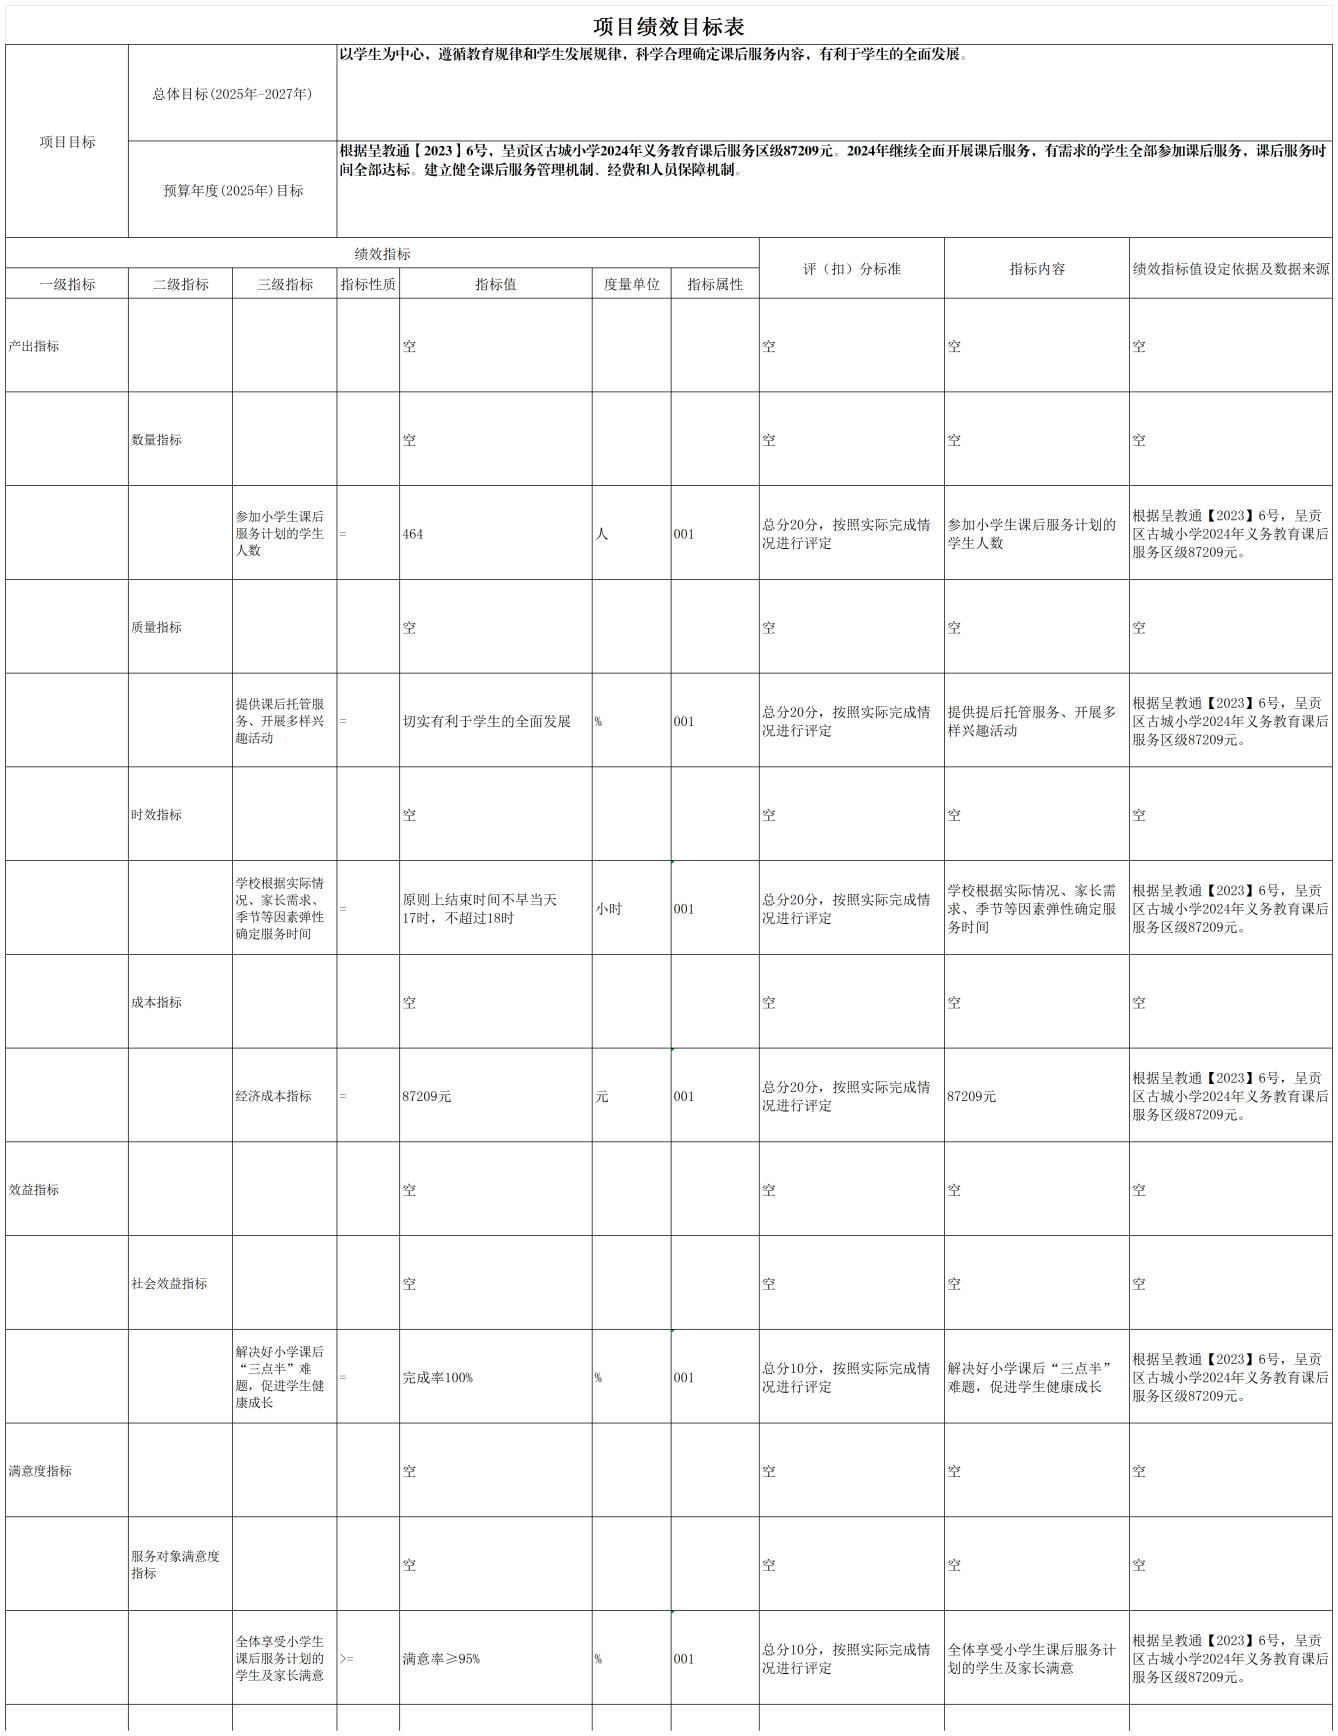 项目绩效目标表
项目目标
总体目标(2025年-2027年)
以学生为中心，遵循教育规律和学生发展规律，科学合理确定课后服务内容，有利于学生的全面发展。
预算年度(2025年)目标
根据呈教通【2023】6号，呈贡区古城小学2024年义务教育课后服务区级87209元。2024年继续全面开展课后服务，有需求的学生全部参加课后服务，课后服务时
间全部达标。建立健全课后服务管理机制、经费和人员保障机制。
绩效指标
评（扣）分标准
指标内容
绩效指标值设定依据及数据来源
一级指标
二级指标
三级指标
指标性质
指标值
度量单位
指标属性
产出指标
空
空
空
空
数量指标
空
空
空
空
参加小学生课后
服务计划的学生
人数
=
464
人
001
总分20分，按照实际完成情
况进行评定
参加小学生课后服务计划的
学生人数
根据呈教通【2023】6号，呈贡
区古城小学2024年义务教育课后
服务区级87209元。
质量指标
空
空
空
空
提供课后托管服
务、开展多样兴
趣活动
=
切实有利于学生的全面发展
%
001
总分20分，按照实际完成情
况进行评定
提供提后托管服务、开展多
样兴趣活动
根据呈教通【2023】6号，呈贡
区古城小学2024年义务教育课后
服务区级87209元。
时效指标
空
空
空
空
学校根据实际情
况、家长需求、
季节等因素弹性
确定服务时间
=
原则上结束时间不早当天
17时，不超过18时
小时
001
总分20分，按照实际完成情
况进行评定
学校根据实际情况、家长需
求、季节等因素弹性确定服
务时间
根据呈教通【2023】6号，呈贡
区古城小学2024年义务教育课后
服务区级87209元。
成本指标
空
空
空
空
经济成本指标
=
87209元
元
001
总分20分，按照实际完成情
况进行评定
87209元
根据呈教通【2023】6号，呈贡
区古城小学2024年义务教育课后
服务区级87209元。
效益指标
空
空
空
空
社会效益指标
空
空
空
空
解决好小学课后
“三点半”难
题，促进学生健
康成长
=
完成率100%
%
001
总分10分，按照实际完成情
况进行评定
解决好小学课后“三点半”
难题，促进学生健康成长
根据呈教通【2023】6号，呈贡
区古城小学2024年义务教育课后
服务区级87209元。
满意度指标
空
空
空
空
服务对象满意度
指标
空
空
空
空
全体享受小学生
课后服务计划的
学生及家长满意
>=
满意率≥95%
%
001
总分10分，按照实际完成情
况进行评定
全体享受小学生课后服务计
划的学生及家长满意
根据呈教通【2023】6号，呈贡
区古城小学2024年义务教育课后
服务区级87209元。